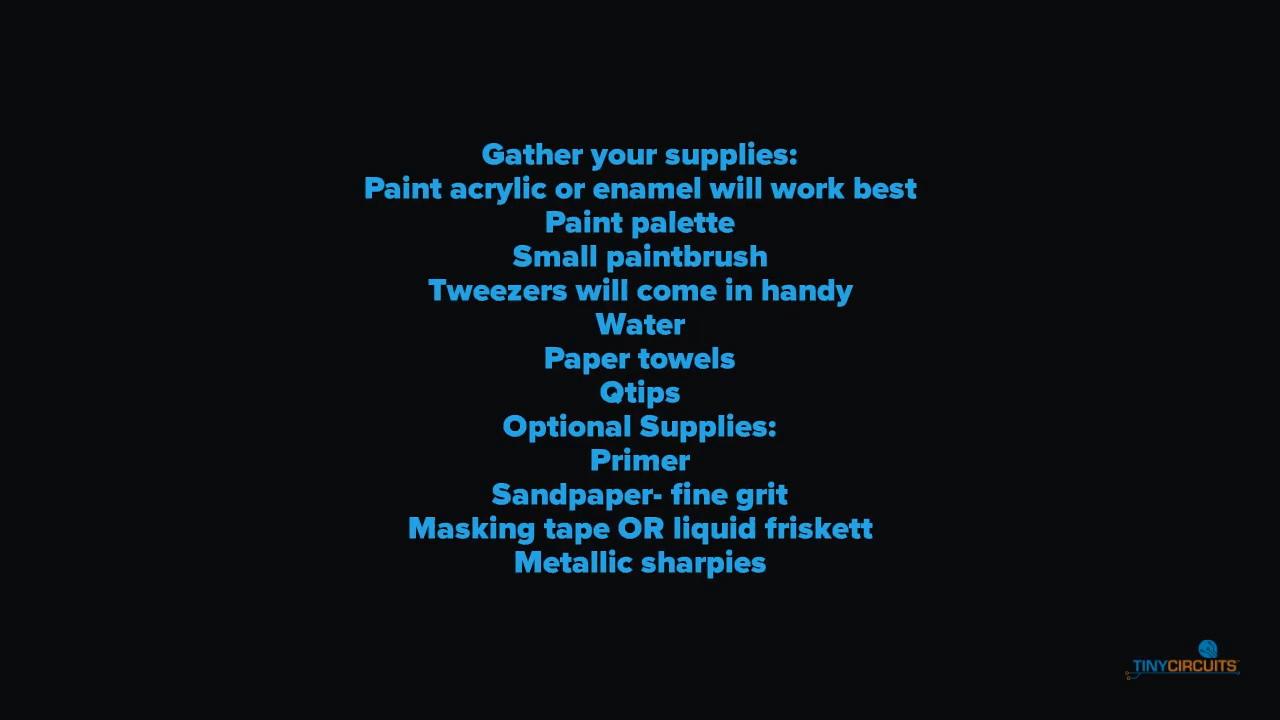 Gather your supplies:
Paint acrylic or enamel will work best
Paint palette
Small paintbrush
Tweezers will come in handy
Water
Paper towels
Qtips
Optional Supplies:
Primer
Sandpaper- fine grit
Masking tape OR liquid friskett
Metallic sharpies
TINYCIRCUITS